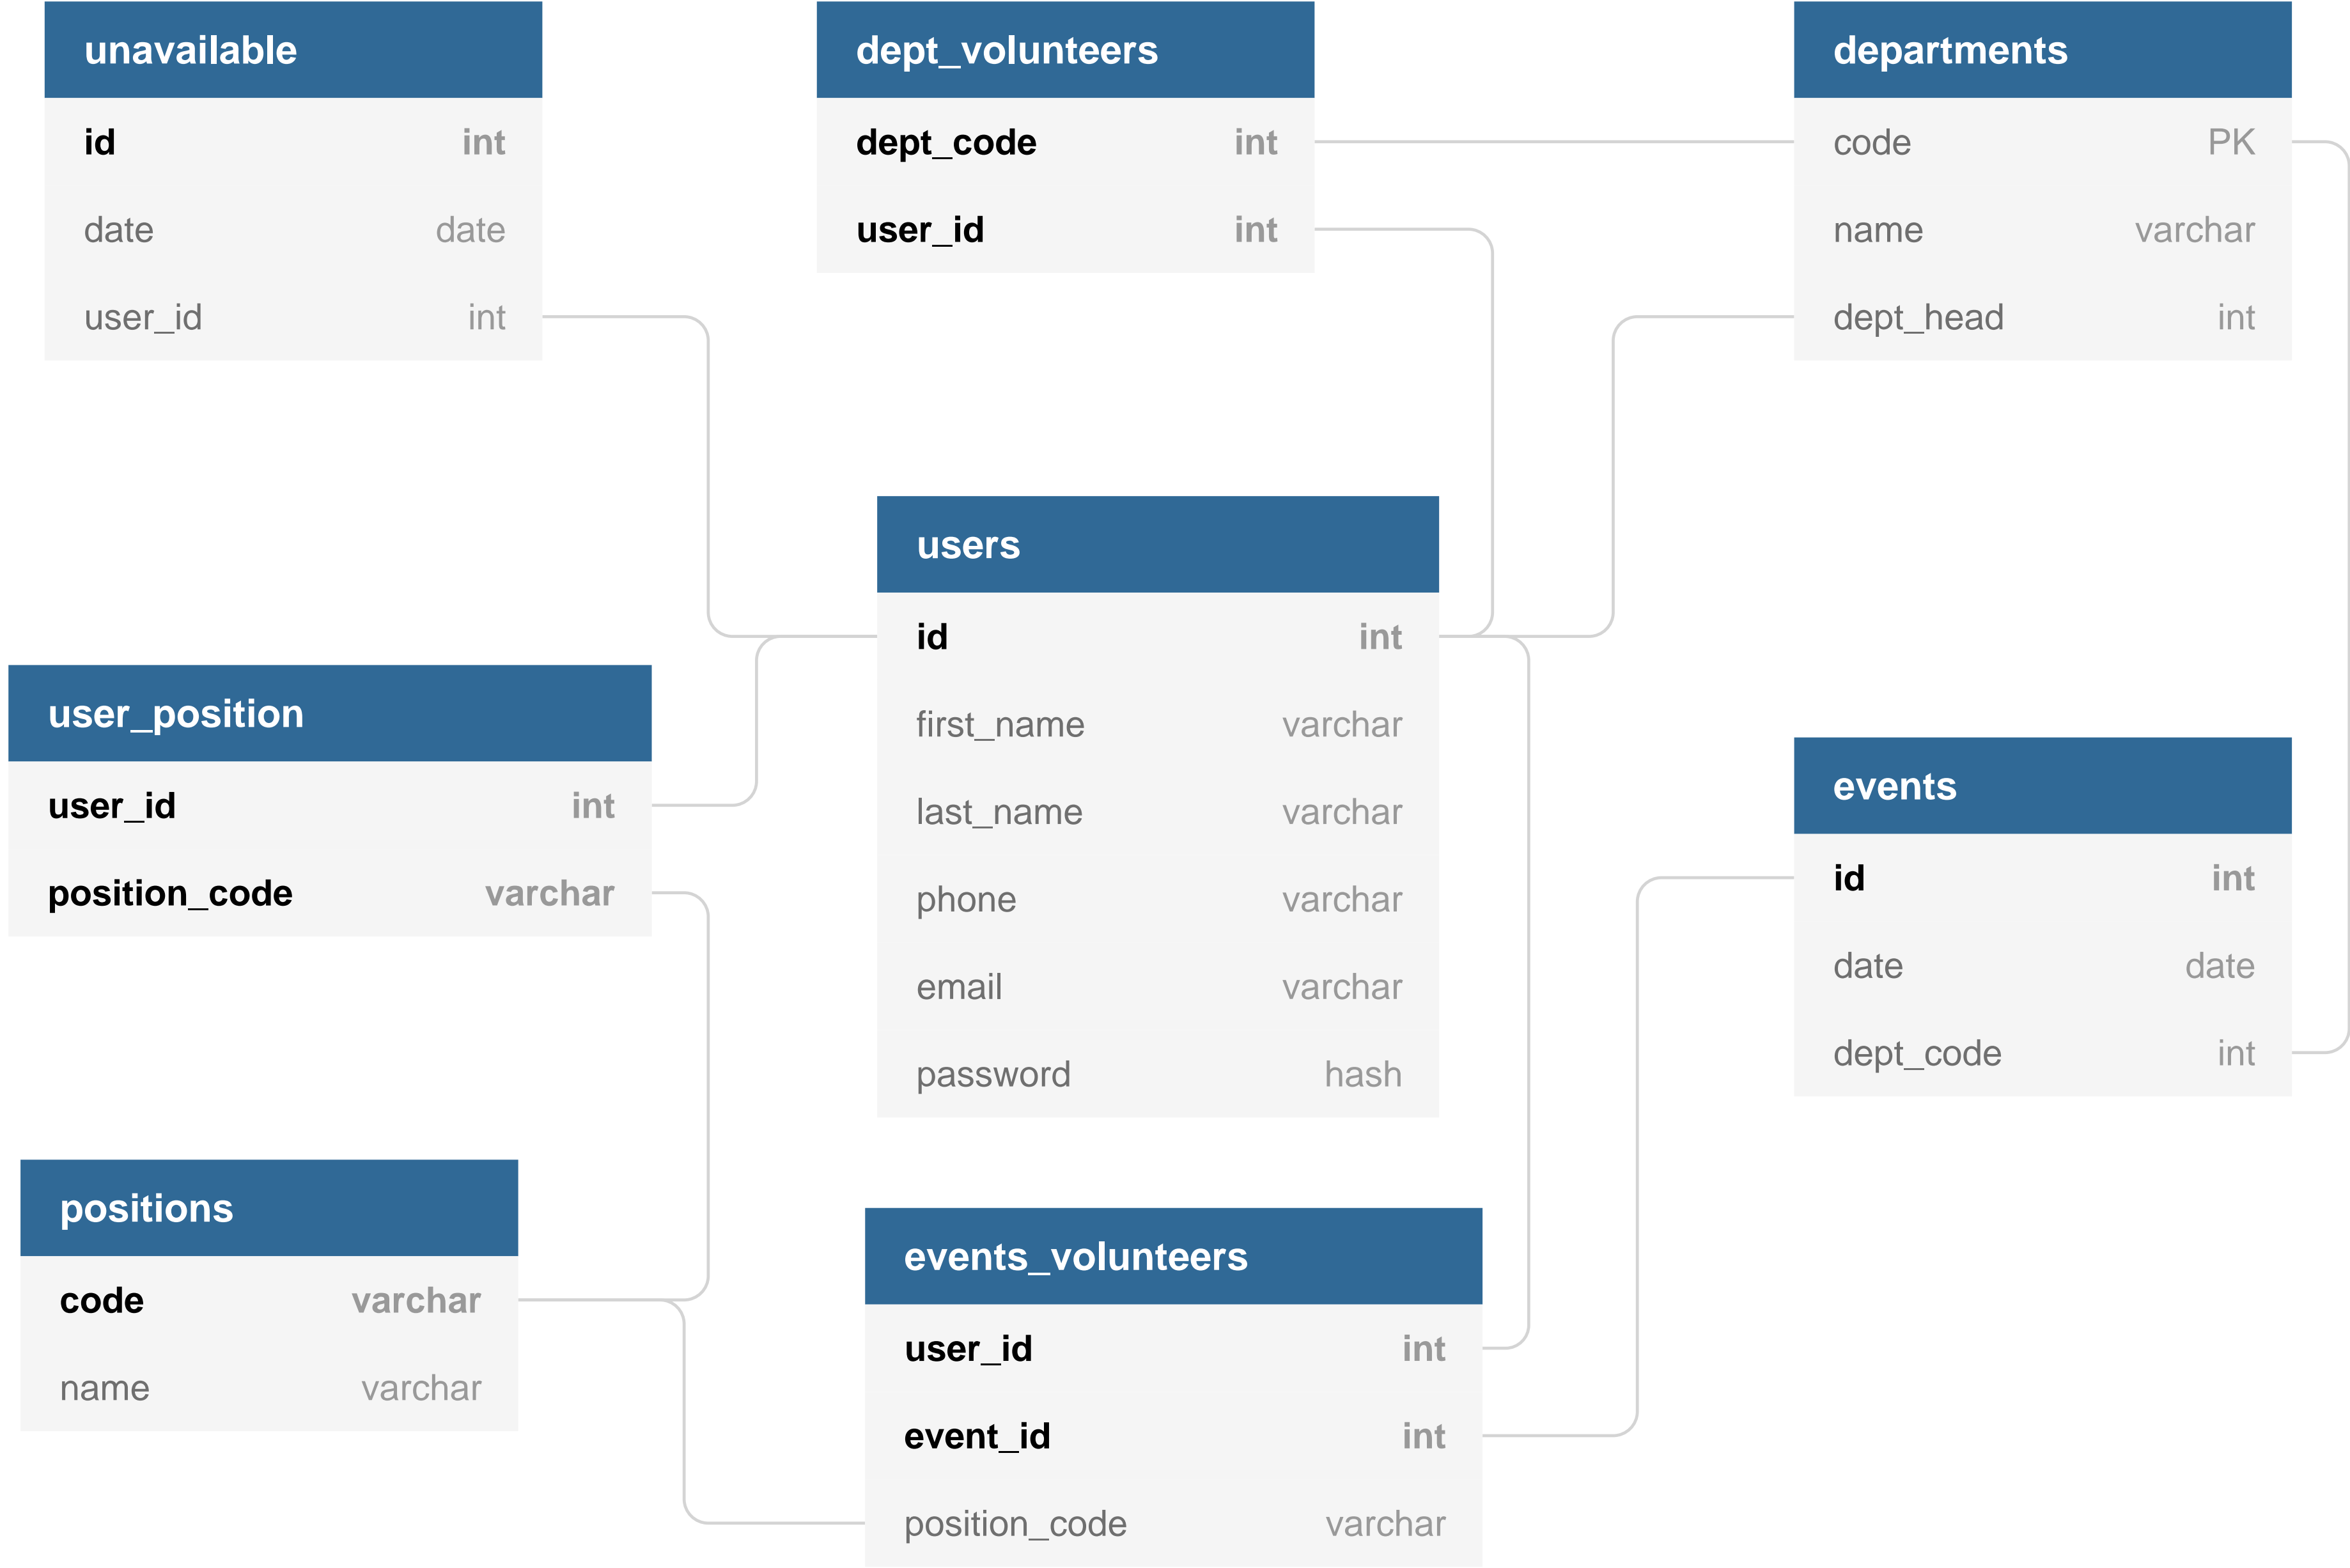 unavailable
id int
date date
user_id int
dept_volunteers
dept_code int
user_id int
departments
code PK
name varchar
dept_head int
users
id int
first_name varchar
last_name varchar
phone varchar
email varchar
password hash
user_position
user_id int
position_code varchar
events
id int
date date
dept_code int
positions
code varchar
name varchar
events_volunteers
user_id int
event_id int
position_code varchar